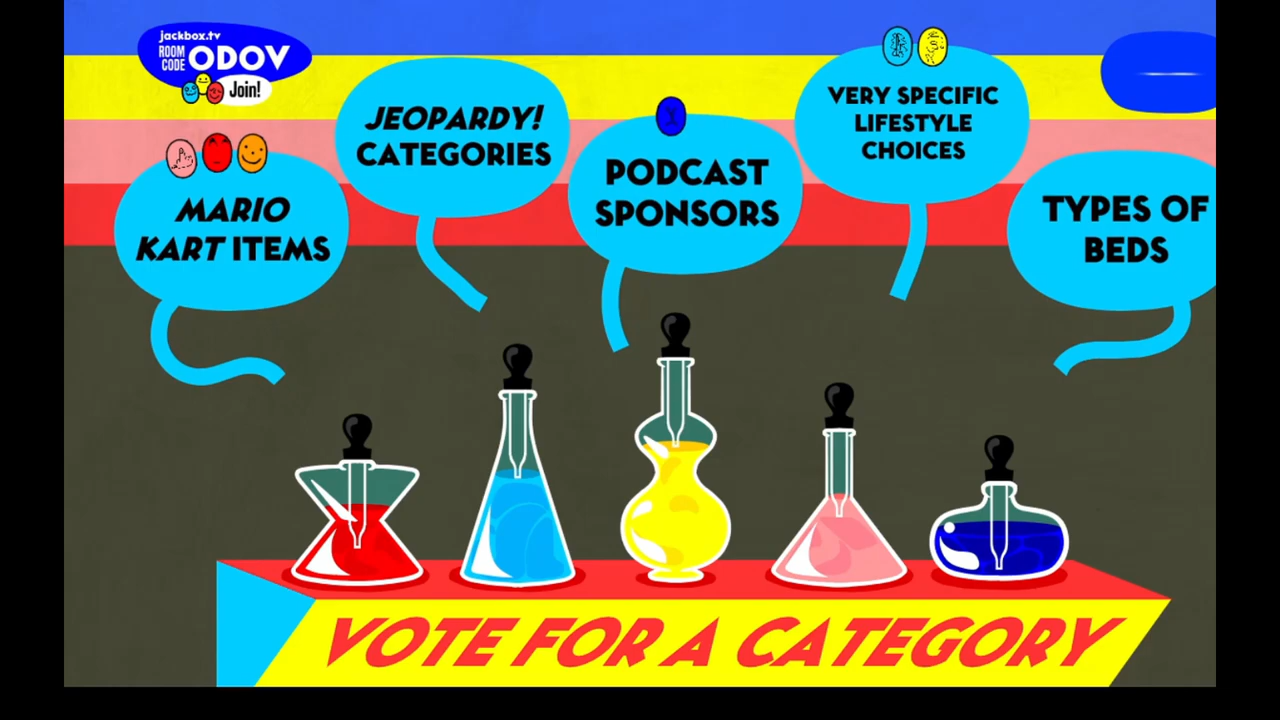 jackbox.tv
ROOM
CODE
ODOV
Join!
JEOPARDY!
CATEGORIES
VERY SPECIFIC
LIFESTYLE
CHOICES
PODCAST
SPONSORS
MARIO
KART ITEMS
TYPES OF
BEDS
VOTE FOR A CATEGORY